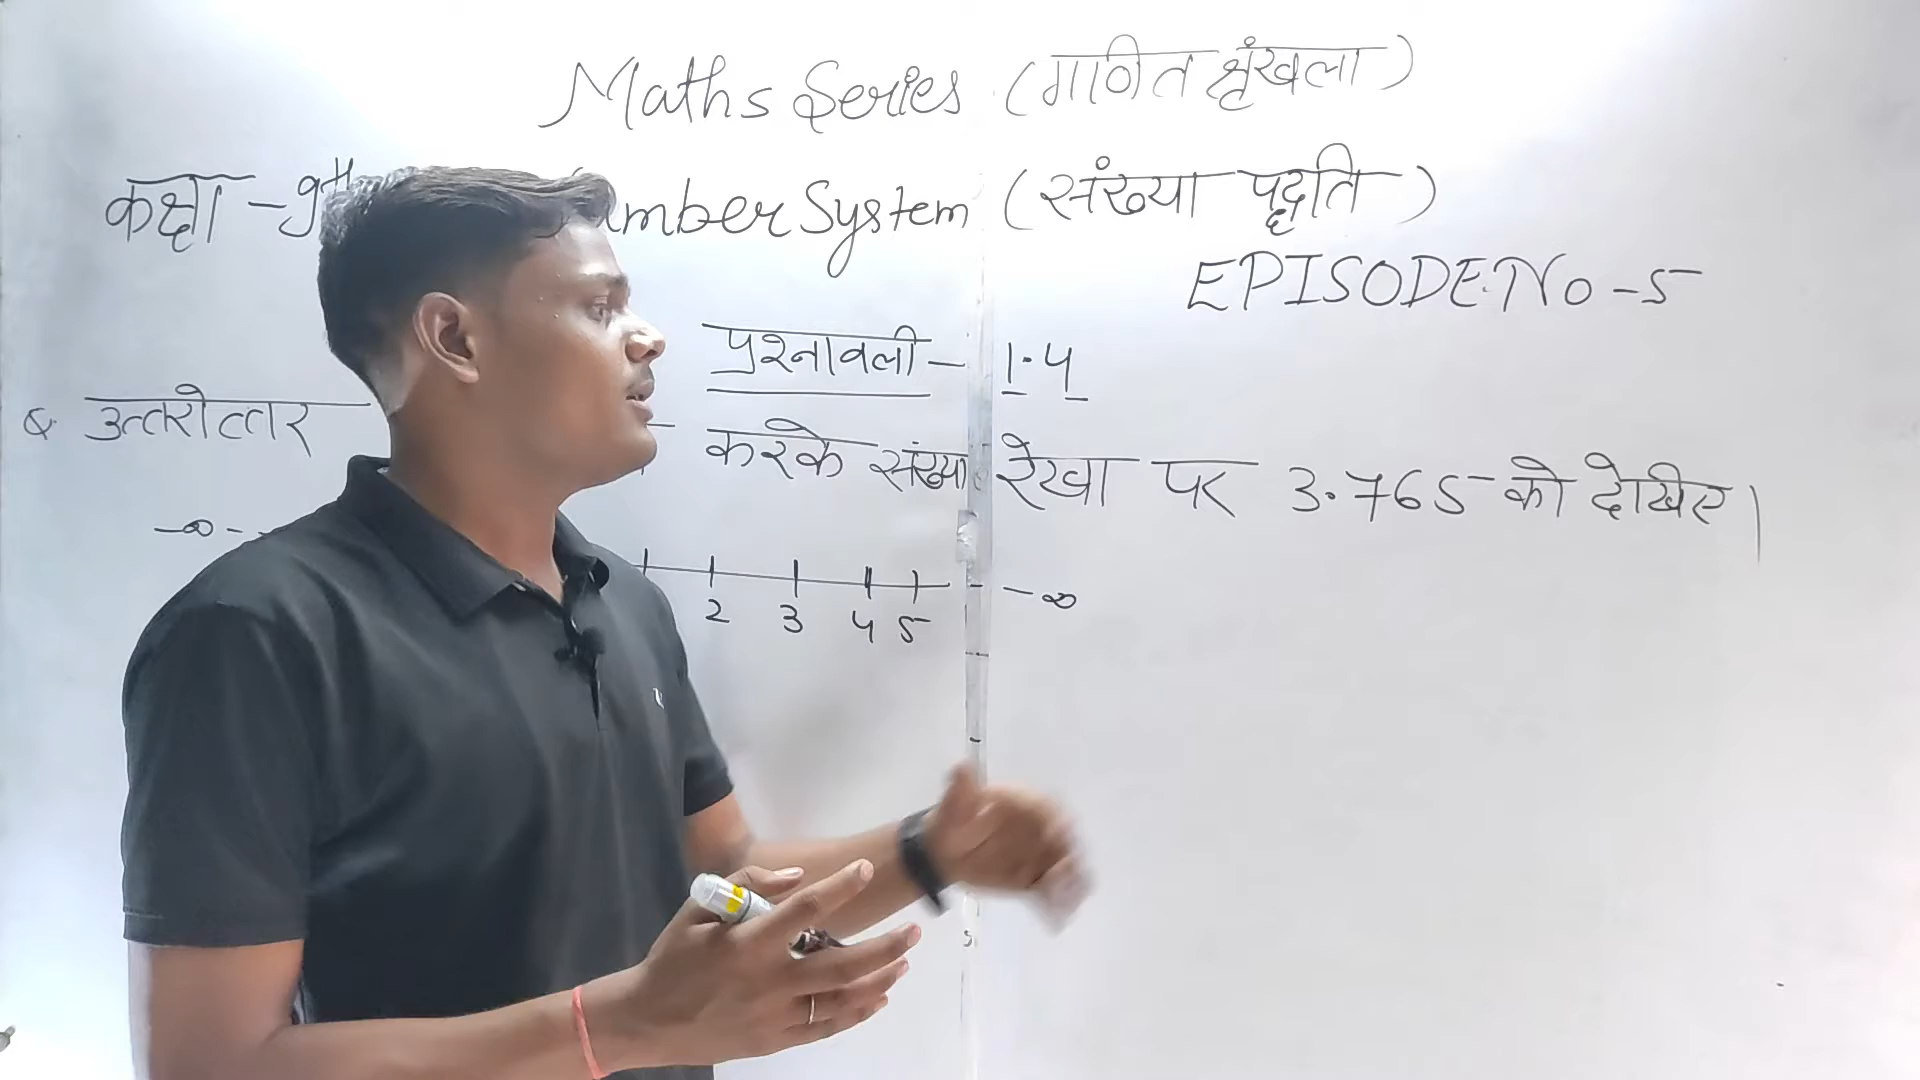 Maths Series (गणित श्रृंखला)
कक्षा - 9th Number System (संख्या पद्धति)
EPISODE.No - 5
प्रश्नावली - 1.4
उत्तरोत्तर करके संख्या रेखा पर 3.765 को देखिए।
-∞ - - - ∞
2 3 4 5